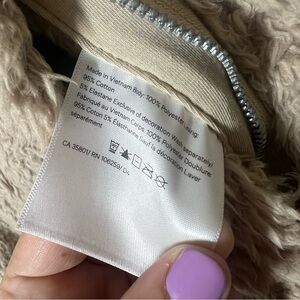 Made in Vietnam Body: 100% Polyester Lining:
95% Cotton
5% Elastane Exclusive of decoration Wash separately/
Fabriqué au Vietnam Corps: 100% Polyester Doublure:
95% Coton 5% Élasthanne Sauf la décoration Laver
séparément
CA 35801/ RN 106259/ D4